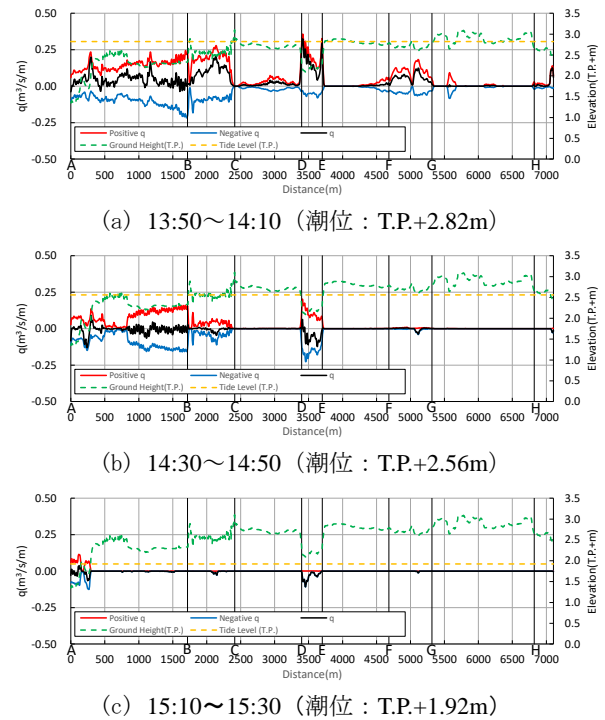 0.50
0.25
0.00
-0.25
-0.50
q(m³/s/m)
3.5
3.0
2.5
2.0
1.5
1.0
0.5
0.0
Elevation(T.P.+m)
Positive q
Negative q
q
Ground Height(T.P.)
Tide Level (T.P.)
A B C D E F G H
0 500 1000 1500 2000 2500 3000 3500 4000 4500 5000 5500 6000 6500 7000
Distance(m)
(a) 13:50～14:10（潮位：T.P.+2.82m）
0.50
0.25
0.00
-0.25
-0.50
q(m³/s/m)
3.5
3.0
2.5
2.0
1.5
1.0
0.5
0.0
Elevation(T.P.+m)
Positive q
Negative q
q
Ground Height(T.P.)
Tide Level (T.P.)
A B C D E F G H
0 500 1000 1500 2000 2500 3000 3500 4000 4500 5000 5500 6000 6500 7000
Distance(m)
(b) 14:30～14:50（潮位：T.P.+2.56m）
0.50
0.25
0.00
-0.25
-0.50
q(m³/s/m)
3.5
3.0
2.5
2.0
1.5
1.0
0.5
0.0
Elevation(T.P.+m)
Positive q
Negative q
q
Ground Height(T.P.)
Tide Level (T.P.)
A B C D E F G H
0 500 1000 1500 2000 2500 3000 3500 4000 4500 5000 5500 6000 6500 7000
Distance(m)
(c) 15:10～15:30（潮位：T.P.+1.92m）